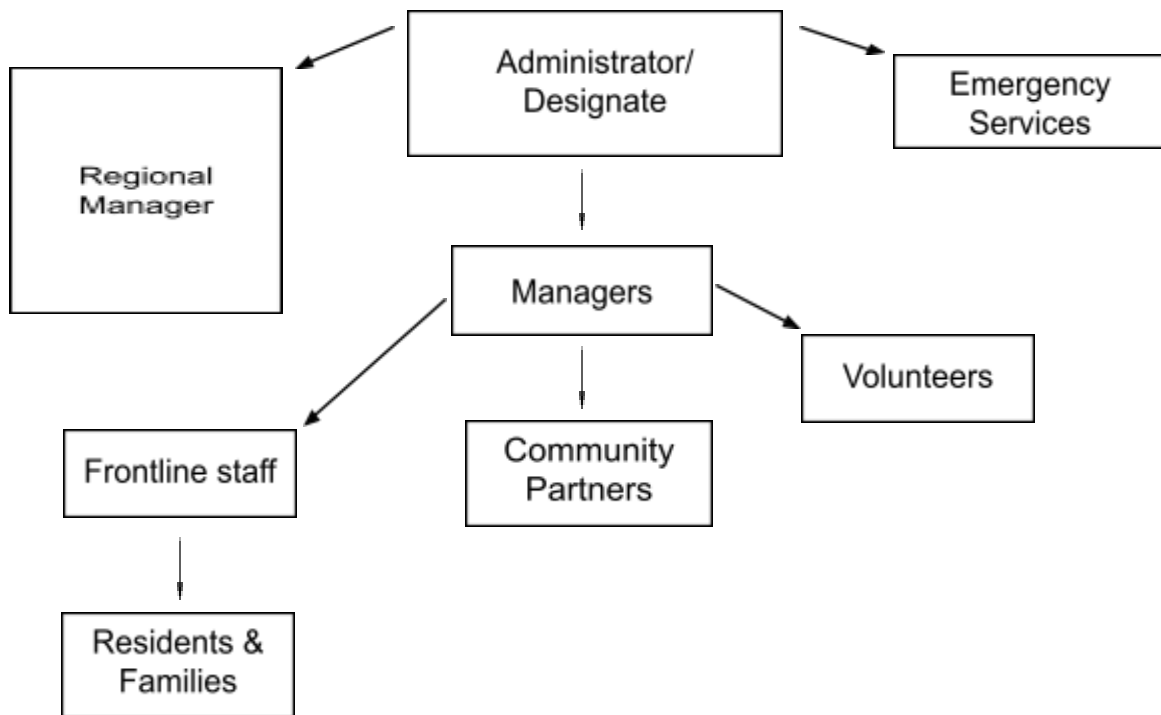 Administrator/
Designate
Emergency
Services
Regional
Manager
Managers
Volunteers
Frontline staff
Community
Partners
Residents &
Families